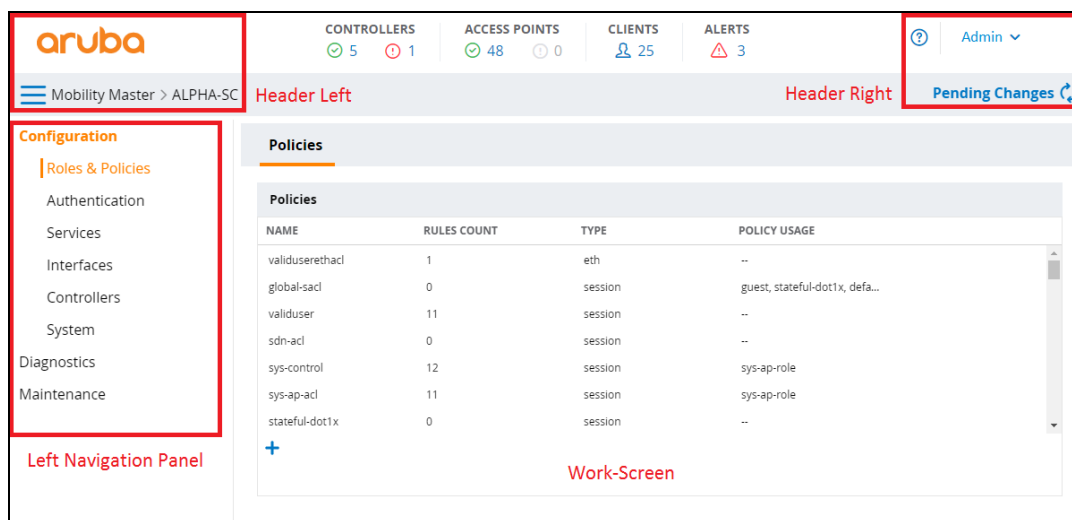 aruba
CONTROLLERS ACCESS POINTS CLIENTS ALERTS
5 1 48 0 25 3
? Admin
Mobility Master > ALPHA-SC Header Left Header Right Pending Changes
Configuration
Roles & Policies
Authentication
Services
Interfaces
Controllers
System
Diagnostics
Maintenance
Left Navigation Panel
Policies
Policies
NAME RULES COUNT TYPE POLICY USAGE
validuserethacl 1 eth --
global-sacl 0 session guest, stateful-dot1x, defa...
validuser 11 session --
sdn-acl 0 session --
sys-control 12 session sys-ap-role
sys-ap-acl 11 session sys-ap-role
stateful-dot1x 0 session --
+
Work-Screen